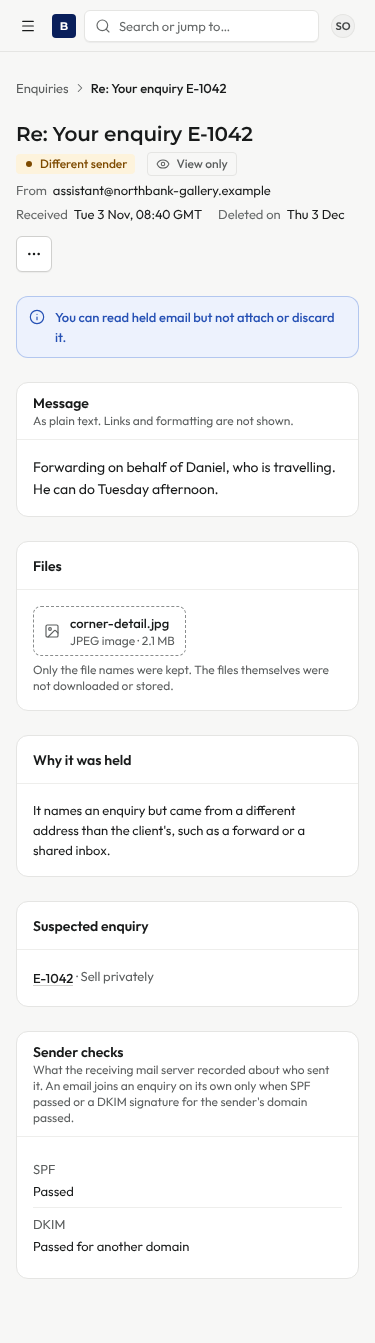 B
Search or jump to...
SO
Enquiries
Re: Your enquiry E-1042
Re: Your enquiry E-1042
Different sender
View only
From assistant@northbank-gallery.example
Received Tue 3 Nov, 08:40 GMT Deleted on Thu 3 Dec
You can read held email but not attach or discard
it.
Message
As plain text. Links and formatting are not shown.
Forwarding on behalf of Daniel, who is travelling.
He can do Tuesday afternoon.
Files
corner-detail.jpg
JPEG image · 2.1 MB
Only the file names were kept. The files themselves were
not downloaded or stored.
Why it was held
It names an enquiry but came from a different
address than the client's, such as a forward or a
shared inbox.
Suspected enquiry
E-1042 · Sell privately
Sender checks
What the receiving mail server recorded about who sent
it. An email joins an enquiry on its own only when SPF
passed or a DKIM signature for the sender's domain
passed.
SPF
Passed
DKIM
Passed for another domain